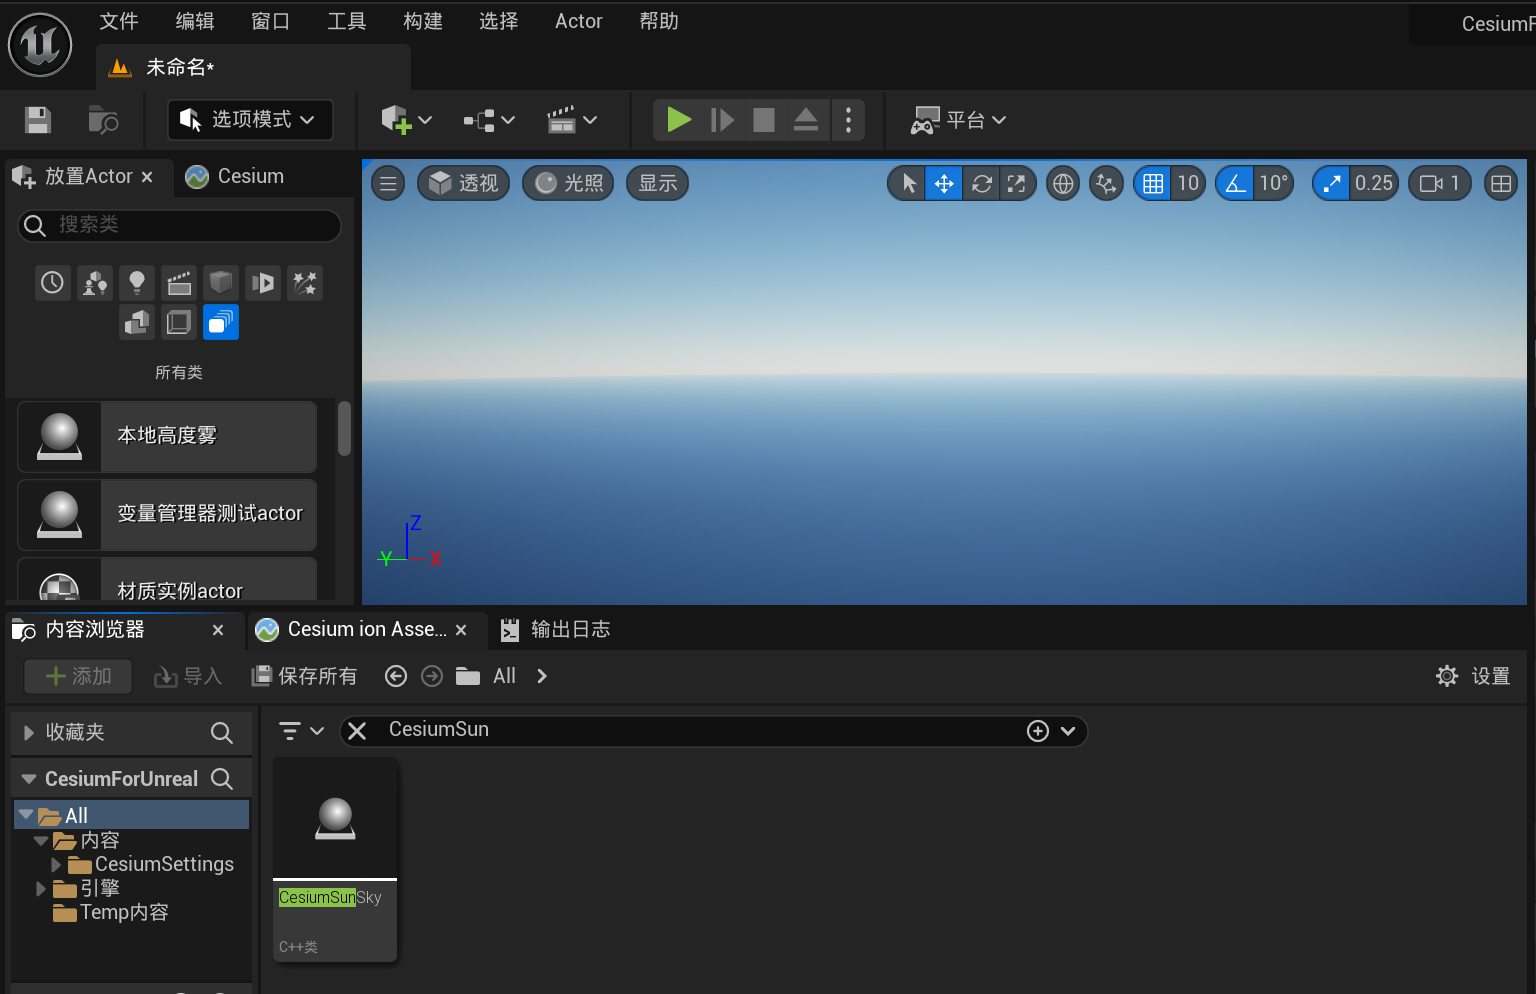 文件 编辑 窗口 工具 构建 选择 Actor 帮助
CesiumF
未命名*
选项模式
平台
放置Actor
Cesium
透视
光照
显示
10
10°
0.25
1
搜索类
所有类
本地高度雾
变量管理器测试actor
材质实例actor
Z
Y
X
内容浏览器
Cesium ion Asse...
输出日志
添加
导入
保存所有
All
设置
收藏夹
CesiumSun
CesiumForUnreal
All
内容
CesiumSettings
引擎
Temp内容
CesiumSunSky
C++类